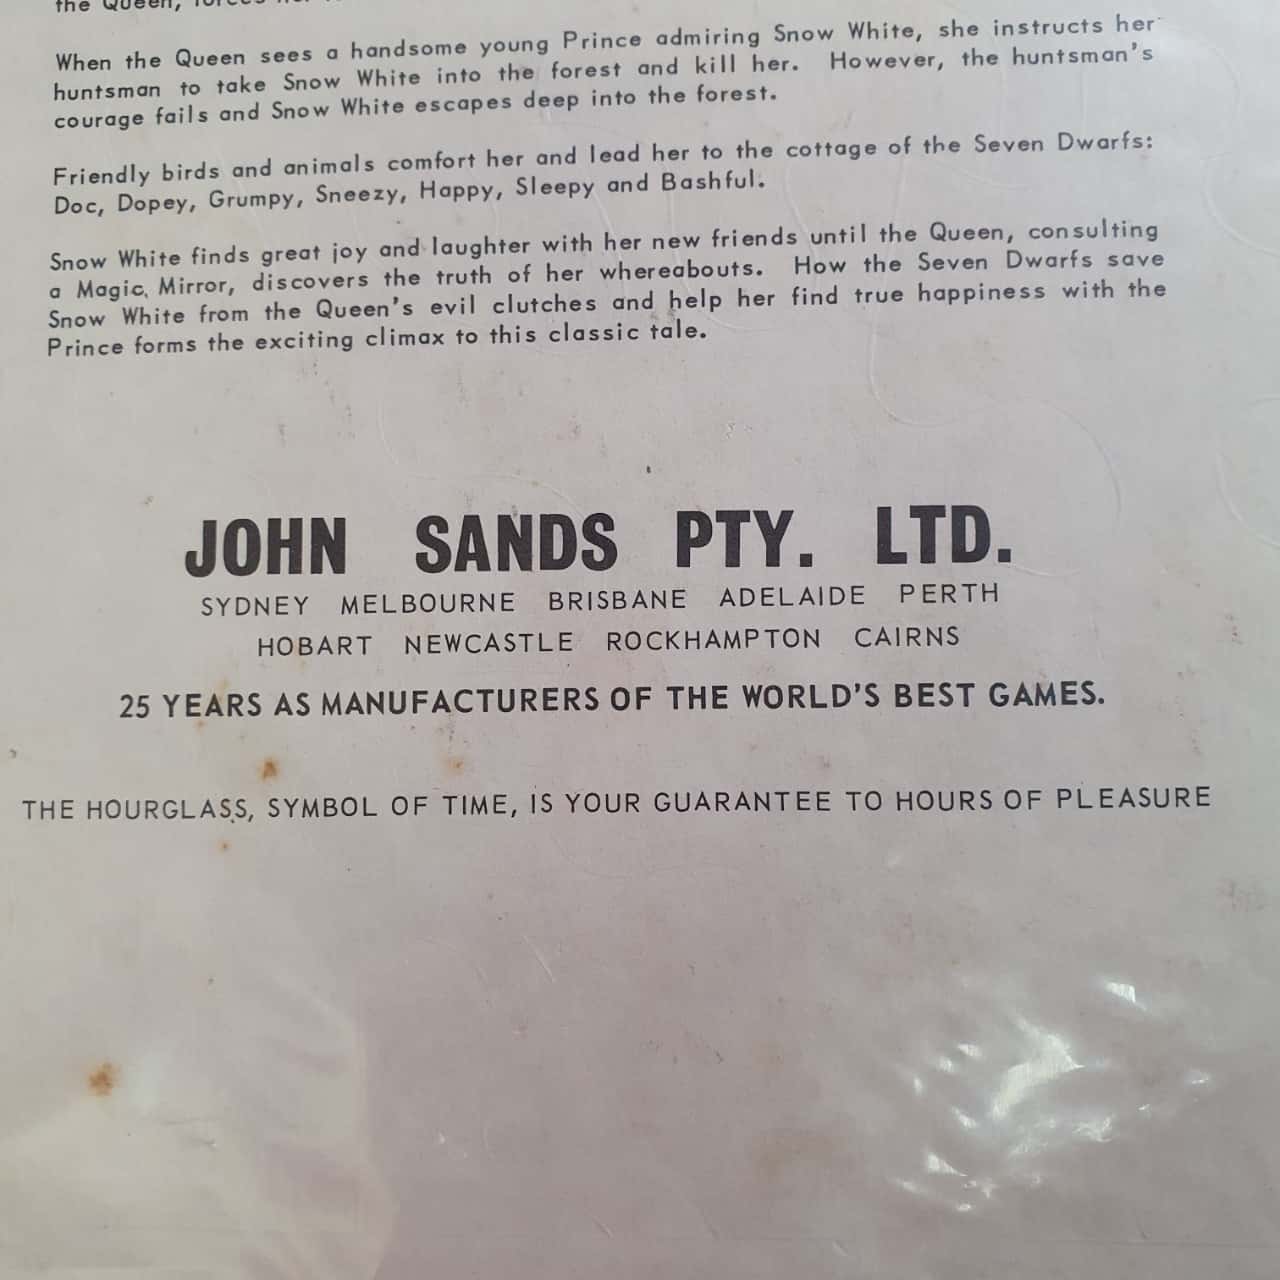 the Queen,
When the Queen sees a handsome young Prince admiring Snow White, she instructs her
huntsman to take Snow White into the forest and kill her. However, the huntsman's
courage fails and Snow White escapes deep into the forest.
Friendly birds and animals comfort her and lead her to the cottage of the Seven Dwarfs:
Doc, Dopey, Grumpy, Sneezy, Happy, Sleepy and Bashful.
Snow White finds great joy and laughter with her new friends until the Queen, consulting
a Magic Mirror, discovers the truth of her whereabouts. How the Seven Dwarfs save
Snow White from the Queen's evil clutches and help her find true happiness with the
Prince forms the exciting climax to this classic tale.
JOHN SANDS PTY. LTD.
SYDNEY MELBOURNE BRISBANE ADELAIDE PERTH
HOBART NEWCASTLE ROCKHAMPTON CAIRNS
25 YEARS AS MANUFACTURERS OF THE WORLD'S BEST GAMES.
THE HOURGLASS, SYMBOL OF TIME, IS YOUR GUARANTEE TO HOURS OF PLEASURE